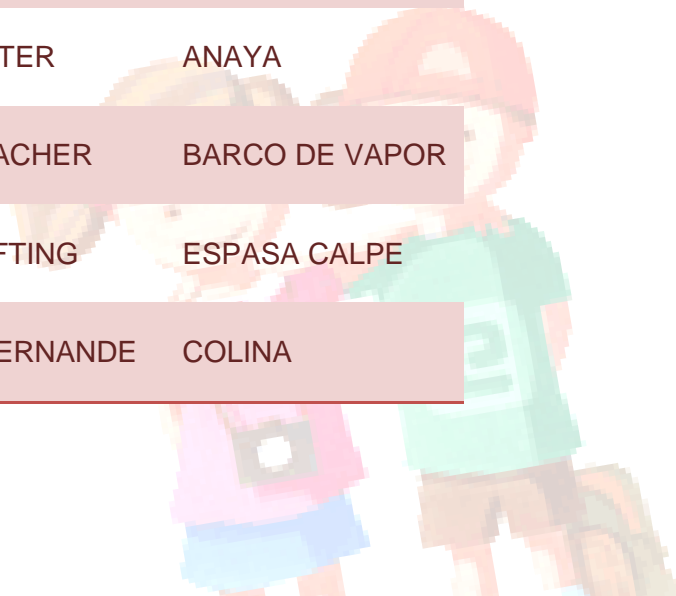 TER ANAYA
ACHER BARCO DE VAPOR
FTING ESPASA CALPE
ERNANDE COLINA